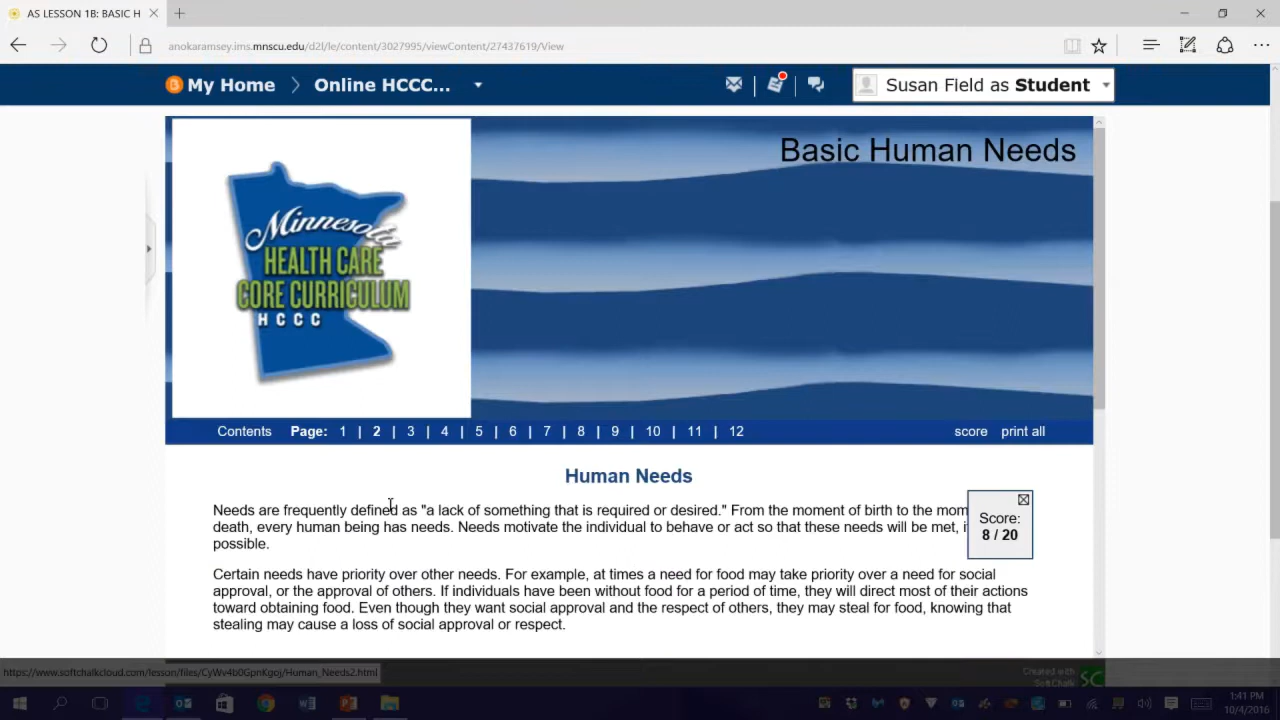 AS LESSON 1B: BASIC H
anokaramsey.ims.mnscu.edu/d2l/le/content/3027995/viewContent/27437619/View
My Home
Online HCCC...
Susan Field as Student
Basic Human Needs
Minnesota
HEALTH CARE
CORE CURRICULUM
HCCC
Contents Page: 1 | 2 | 3 | 4 | 5 | 6 | 7 | 8 | 9 | 10 | 11 | 12 score print all
Human Needs
Needs are frequently defined as "a lack of something that is required or desired." From the moment of birth to the mom
death, every human being has needs. Needs motivate the individual to behave or act so that these needs will be met, i
possible.
Score:
8 / 20
Certain needs have priority over other needs. For example, at times a need for food may take priority over a need for social
approval, or the approval of others. If individuals have been without food for a period of time, they will direct most of their actions
toward obtaining food. Even though they want social approval and the respect of others, they may steal for food, knowing that
stealing may cause a loss of social approval or respect.
https://www.softchalkcloud.com/lesson/files/CyWv4b0GpnKgoj/Human_Needs2.html
Created with
SoftChalk
SC
1:41 PM
10/4/2016